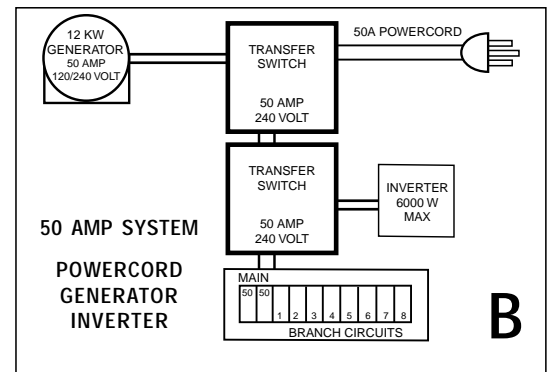 12 KW
GENERATOR
50 AMP
120/240 VOLT
TRANSFER
SWITCH
50 AMP
240 VOLT
50A POWERCORD
TRANSFER
SWITCH
50 AMP
240 VOLT
INVERTER
6000 W
MAX
50 AMP SYSTEM
POWERCORD
GENERATOR
INVERTER
MAIN
50 50
1 2 3 4 5 6 7 8
BRANCH CIRCUITS
B